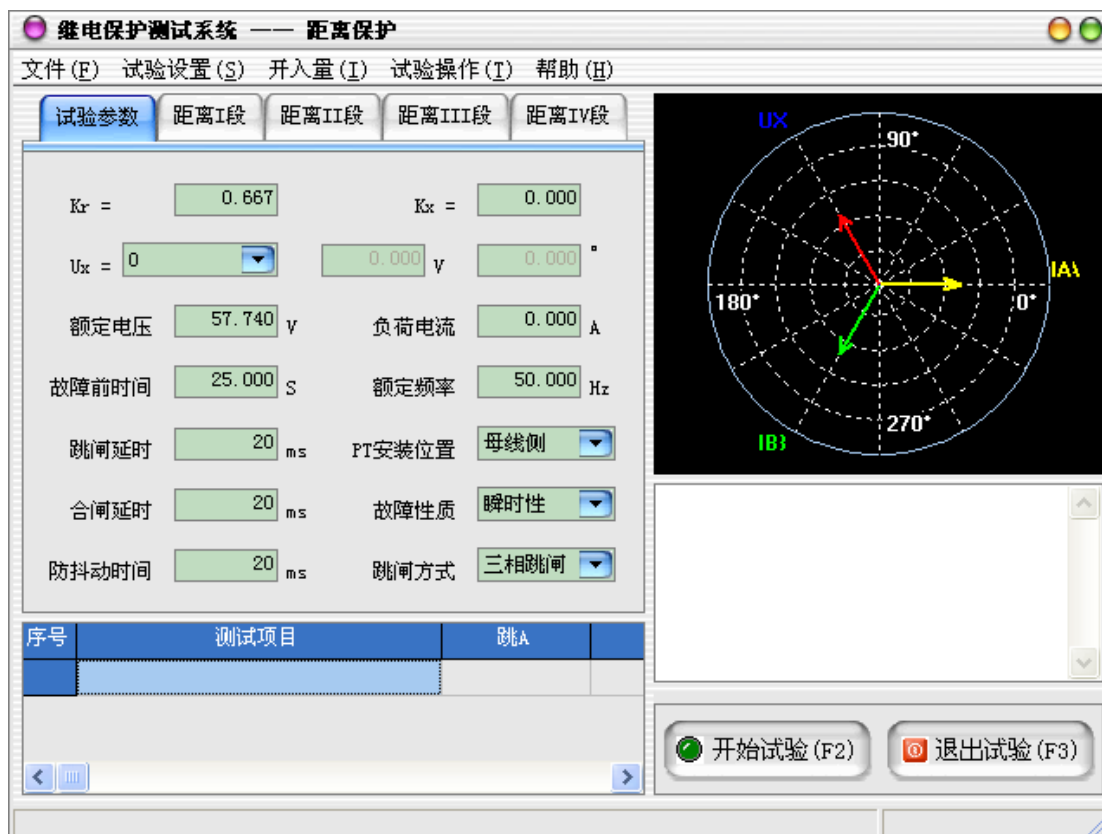 继电保护测试系统 —— 距离保护
文件(F) 试验设置(S) 开入量(I) 试验操作(T) 帮助(H)
试验参数 距离I段 距离II段 距离III段 距离IV段
Kr = 0.667 Kx = 0.000
Ux = 0 0.000 V 0.000 °
额定电压 57.740 V 负荷电流 0.000 A
故障前时间 25.000 S 额定频率 50.000 Hz
跳闸延时 20 ms PT安装位置 母线侧
合闸延时 20 ms 故障性质 瞬时性
防抖动时间 20 ms 跳闸方式 三相跳闸
序号 测试项目 跳A
UX
90°
180°
0°
270°
开始试验(F2) 退出试验(F3)